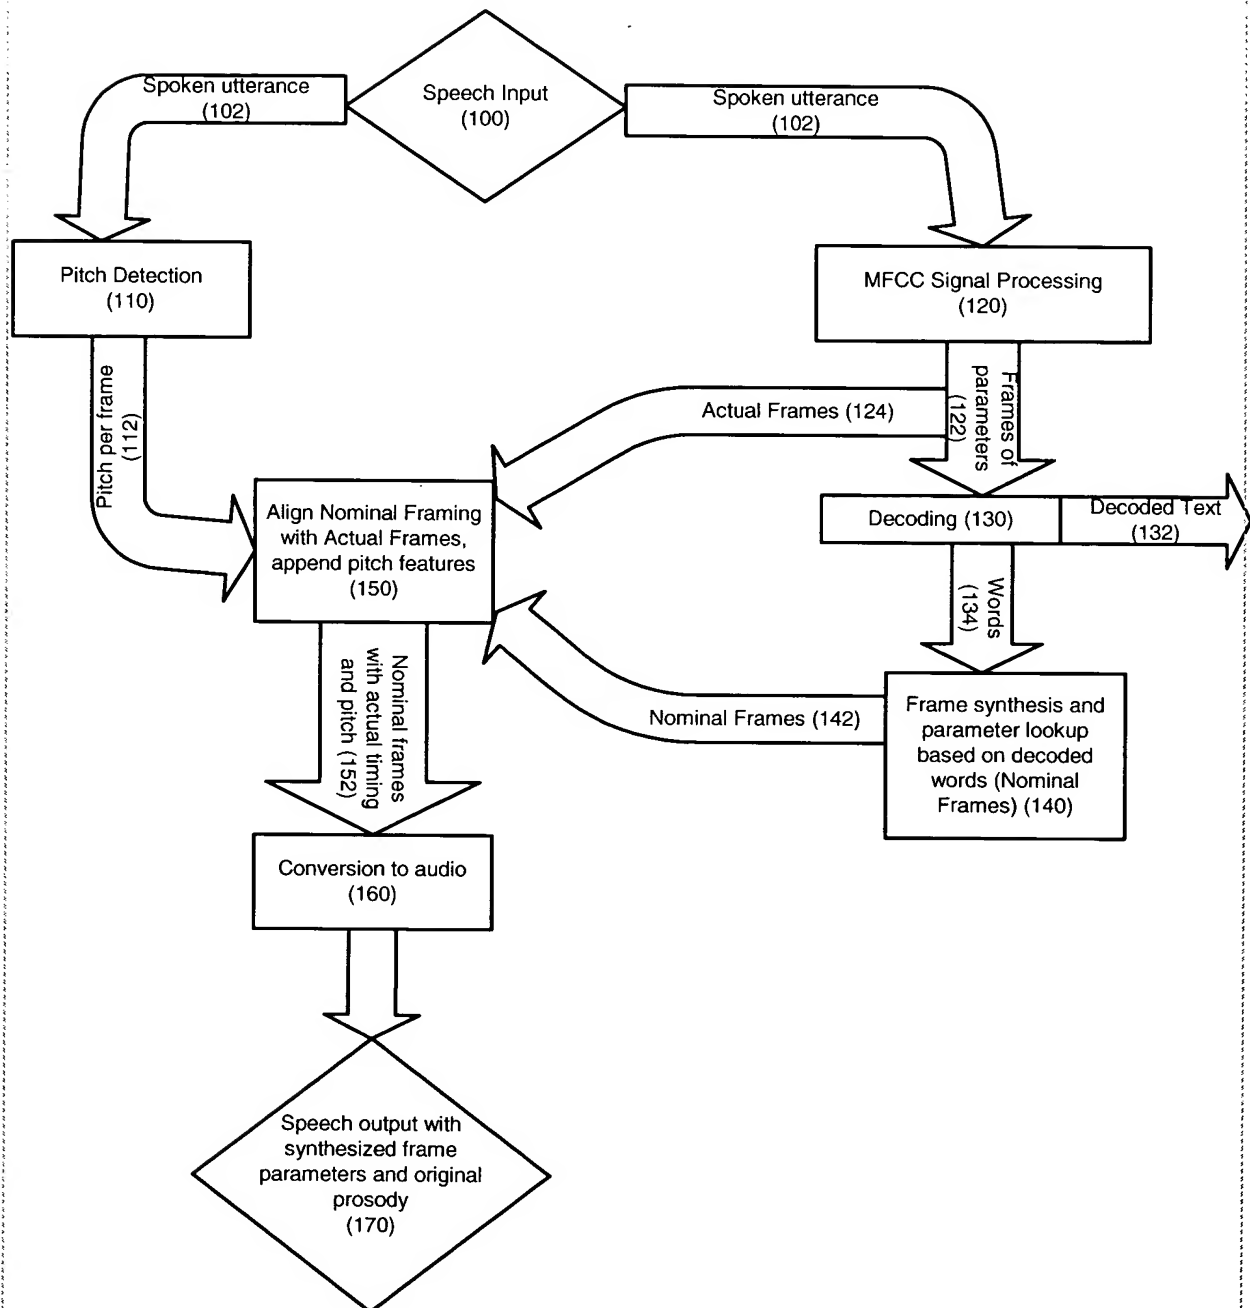 Speech Input
(100)
Spoken utterance
(102)
Spoken utterance
(102)
Pitch Detection
(110)
MFCC Signal Processing
(120)
Pitch per frame
(112)
Frames of
parameters
(122)
Actual Frames (124)
Align Nominal Framing
with Actual Frames,
append pitch features
(150)
Decoding (130)
Decoded Text
(132)
Words
(134)
Nominal frames
with actual timing
and pitch (152)
Nominal Frames (142)
Frame synthesis and
parameter lookup
based on decoded
words (Nominal
Frames) (140)
Conversion to audio
(160)
Speech output with
synthesized frame
parameters and original
prosody
(170)